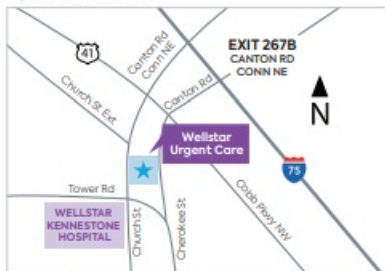 41
Canton Rd
Conn NE
EXIT 267B
CANTON RD
CONN NE
Church St Ext.
Canton Rd
N
Wellstar
Urgent Care
75
Tower Rd
WELLSTAR
KENNESTONE
HOSPITAL
Church St.
Cherokee St.
Cobb Pkwy NW